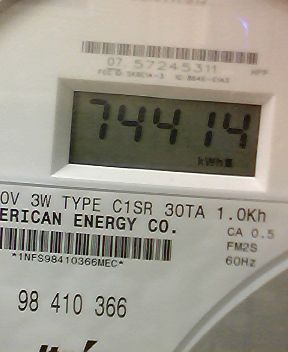 07 57245311
74414
kWh
0V 3W TYPE C1SR 30TA 1.0Kh
ERICAN ENERGY CO.
CA 0.5
FM2S
*1NFS98410366MEC*
60Hz
98 410 366